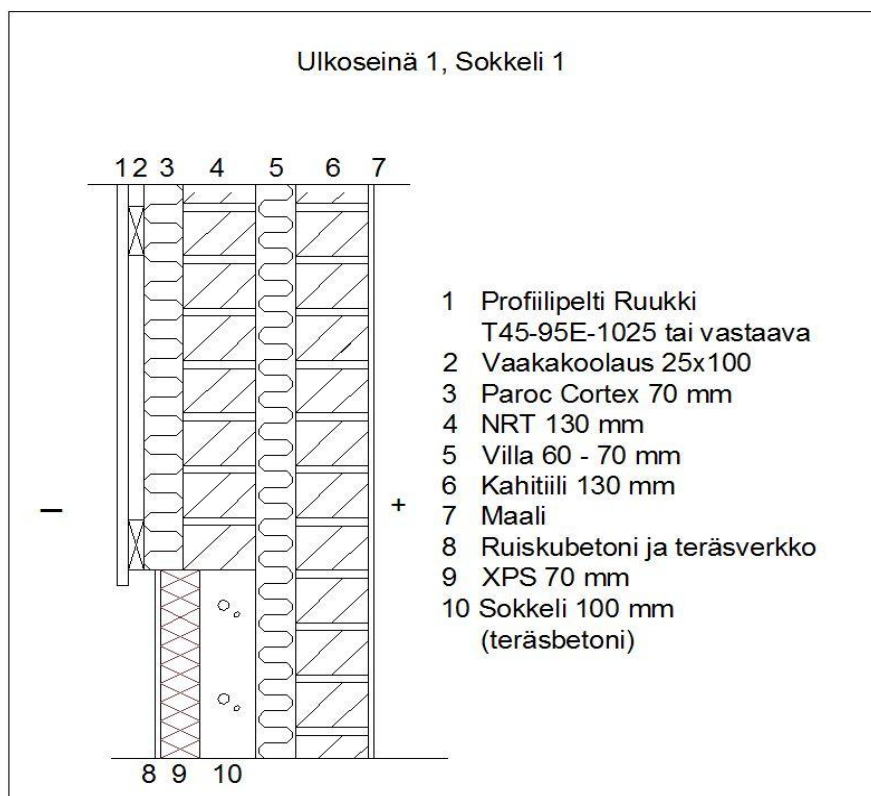 Ulkoseinä 1, Sokkeli 1
1 2 3 4 5 6 7
1 Profiilipelti Ruukki
T45-95E-1025 tai vastaava
2 Vaakakoolaus 25x100
3 Paroc Cortex 70 mm
4 NRT 130 mm
5 Villa 60 - 70 mm
6 Kahitiili 130 mm
7 Maali
8 Ruiskubetoni ja teräsverkko
9 XPS 70 mm
10 Sokkeli 100 mm
(teräsbetoni)
– +
8 9 10